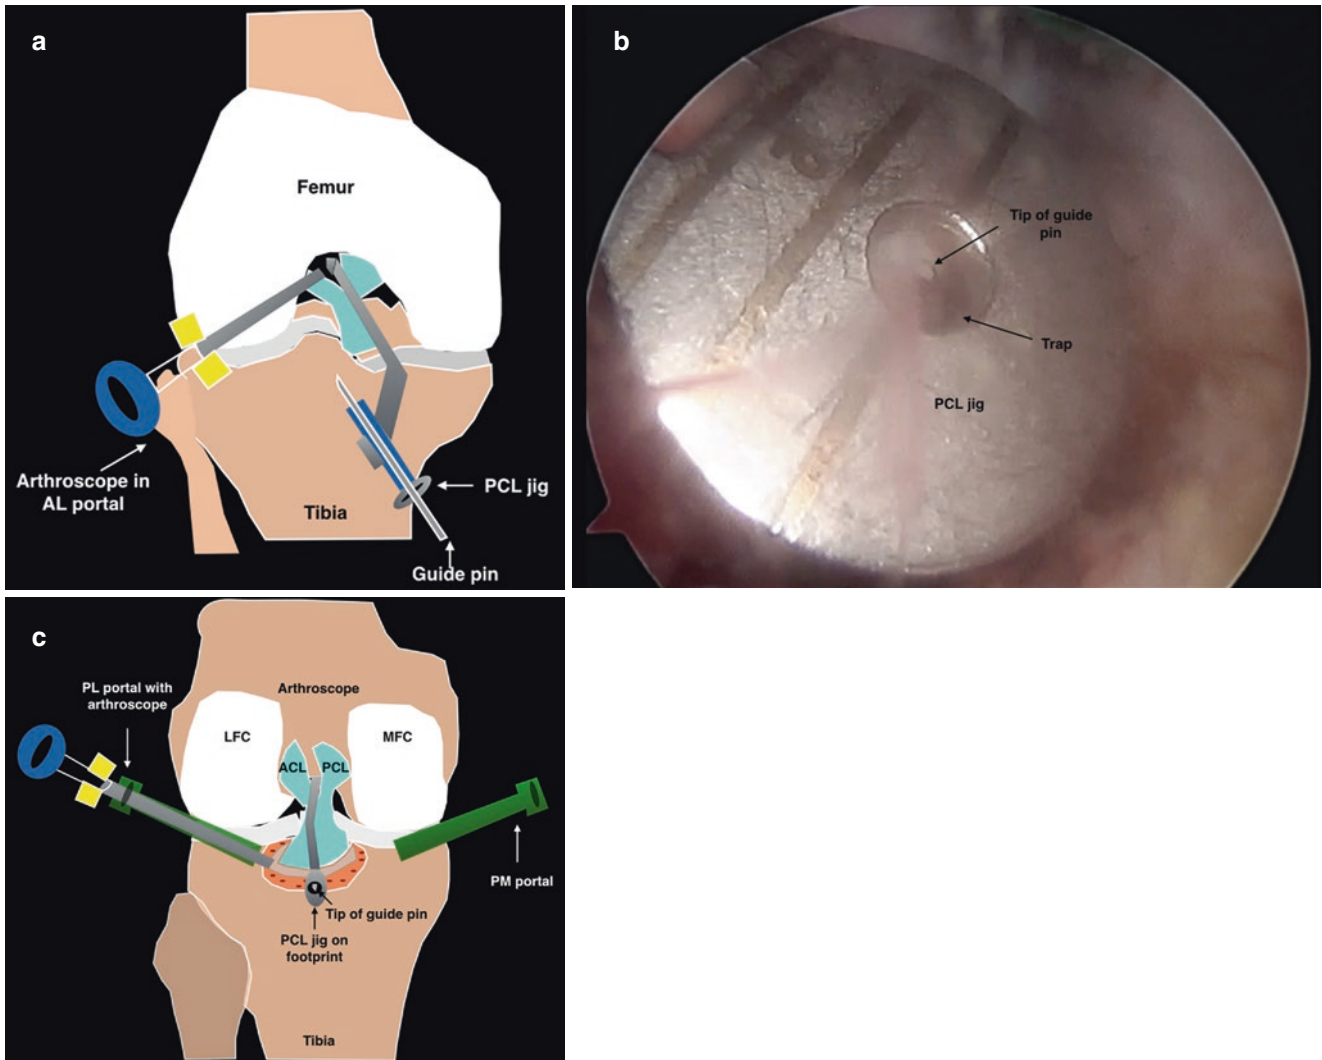 a
Femur
Arthroscope in
AL portal
PCL jig
Tibia
Guide pin
b
Tip of guide
pin
Trap
PCL jig
c
PL portal with
arthroscope
Arthroscope
LFC
MFC
ACL
PCL
PM portal
Tip of guide pin
PCL jig on
footprint
Tibia